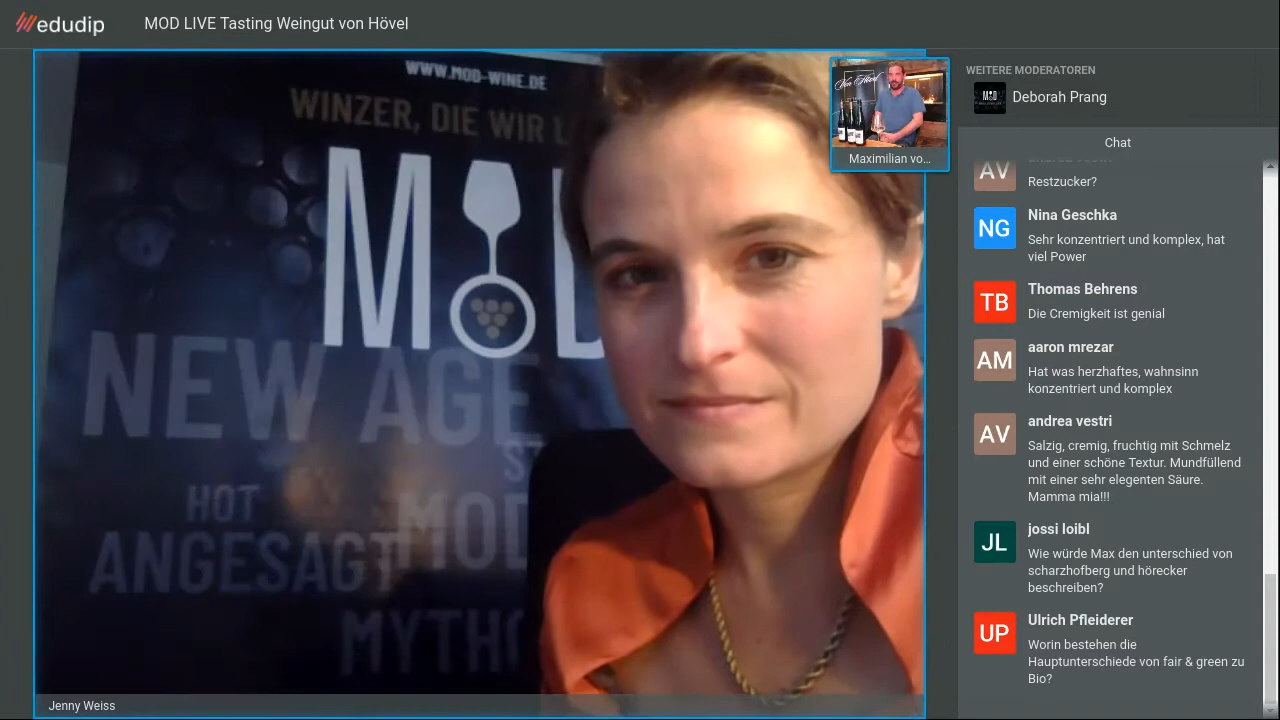 edudip
MOD LIVE Tasting Weingut von Hövel
WWW.MOD-WINE.DE
WINZER, DIE WIR L
MOD
NEW AGE
HOT
MOD
ANGESAGT
MYTHO
Jenny Weiss
Von Hövel
Maximilian vo...
WEITERE MODERATOREN
MOD
Deborah Prang
Chat
AV
Restzucker?
NG
Nina Geschka
Sehr konzentriert und komplex, hat
viel Power
TB
Thomas Behrens
Die Cremigkeit ist genial
AM
aaron mrezar
Hat was herzhaftes, wahnsinn
konzentriert und komplex
AV
andrea vestri
Salzig, cremig, fruchtig mit Schmelz
und einer schöne Textur. Mundfüllend
mit einer sehr elegenten Säure.
Mamma mia!!!
JL
jossi loibl
Wie würde Max den unterschied von
scharzhofberg und hörecker
beschreiben?
UP
Ulrich Pfleiderer
Worin bestehen die
Hauptunterschiede von fair & green zu
Bio?